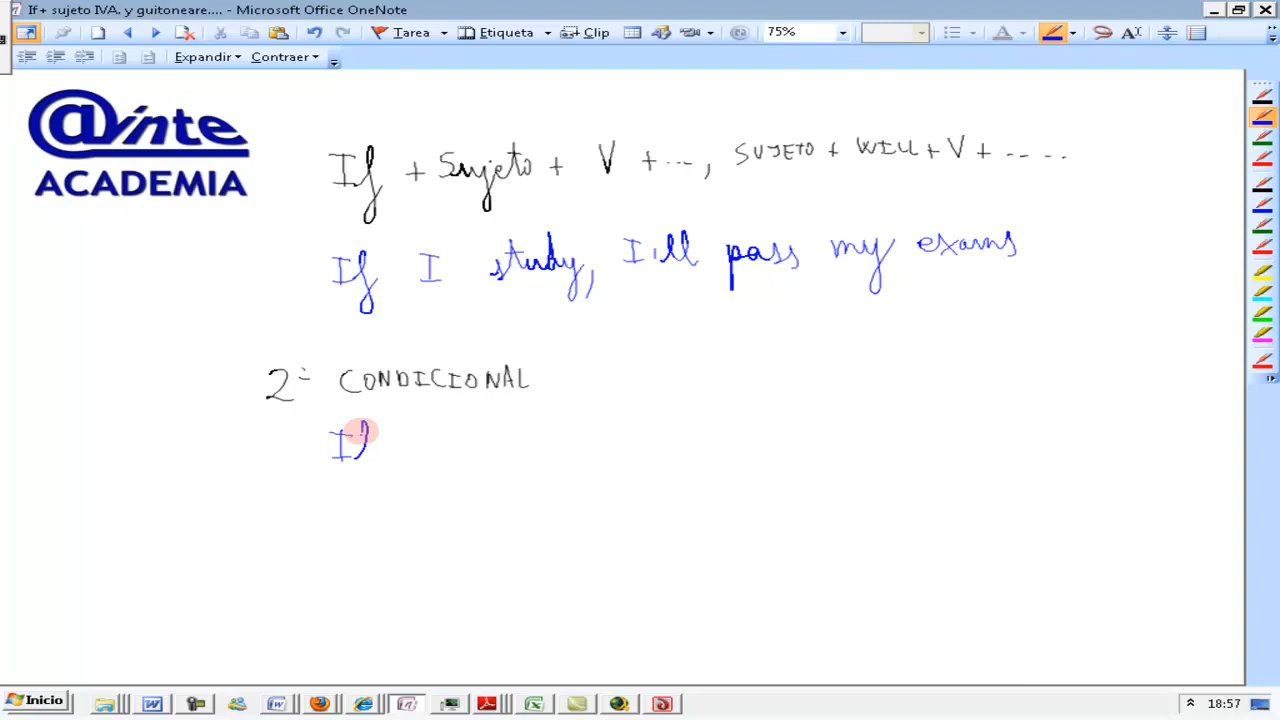 If+ sujeto IVA. y guitoneare.... - Microsoft Office OneNote
Tarea Etiqueta Clip 75%
Expandir Contraer
@inte
ACADEMIA
If + Sujeto + V + ..., SUJETO + WILL + V + .....
If I study, I'll pass my exams
2ª CONDICIONAL
If
Inicio
18:57